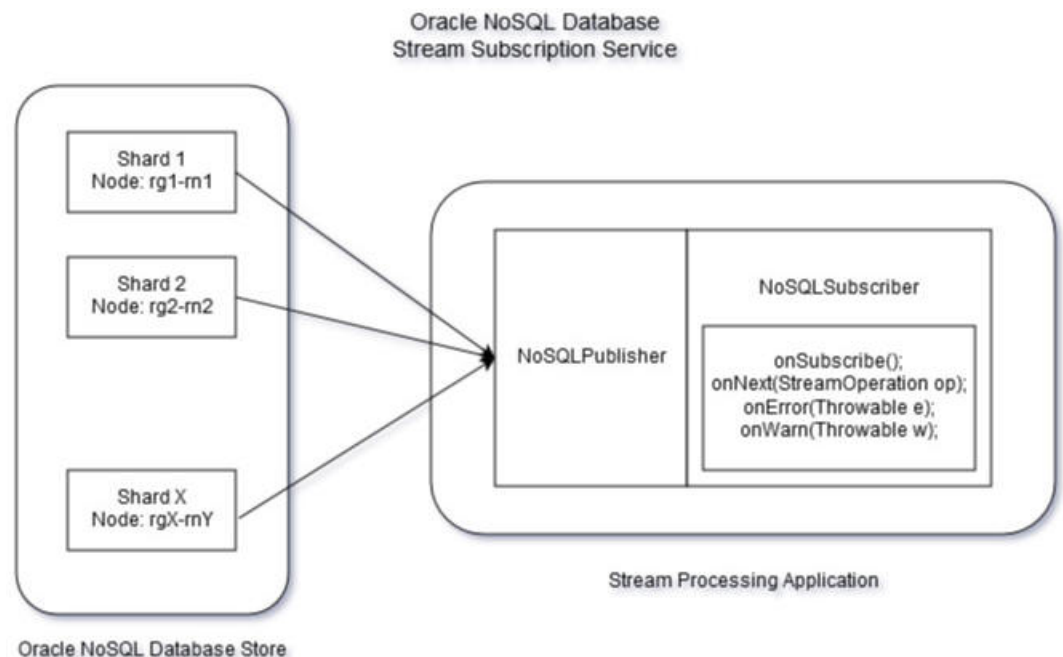 Oracle NoSQL Database
Stream Subscription Service
Shard 1
Node: rg1-rn1
Shard 2
Node: rg2-rn2
Shard X
Node: rgX-rnY
NoSQLPublisher
NoSQLSubscriber
onSubscribe();
onNext(StreamOperation op);
onError(Throwable e);
onWarn(Throwable w);
Stream Processing Application
Oracle NoSQL Database Store